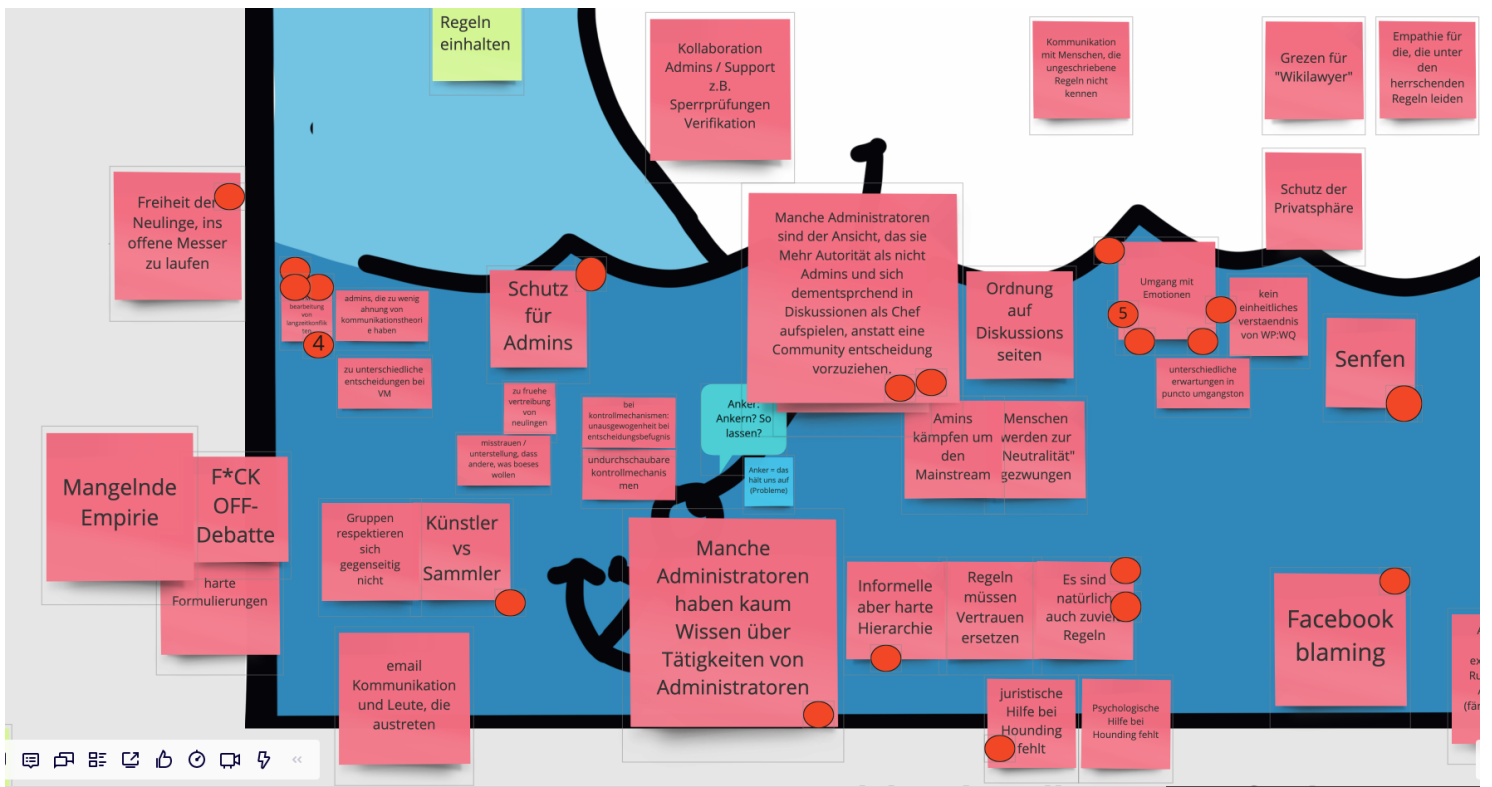 Regeln
einhalten
Kollaboration
Admins / Support
z.B.
Sperrprüfungen
Verifikation
Kommunikation
mit Menschen, die
ungeschriebene
Regeln nicht
kennen
Grezen für
"Wikilawyer"
Empathie für
die, die unter
den
herrschenden
Regeln leiden
Schutz der
Privatsphäre
Freiheit der
Neulinge, ins
offene Messer
zu laufen
bearbeitung
von
4
admins, die zu wenig
ahnung von
kommunikationstheori
e haben
zu unterschiedliche
entscheidungen bei
VM
Schutz
für
Admins
zu fruehe
vertreibung
von
neulingen
misstrauen /
unterstellung, dass
andere, was boeses
wollen
bei
kontrollmechanismen:
unausgewogenheit bei
entscheidungsbefugnis
undurchschaubare
kontrollmechanis
men
Anker:
Ankern? So
lassen?
Anker = das
hält uns auf
(Probleme)
Manche Administratoren
sind der Ansicht, das sie
Mehr Autorität als nicht
Admins und sich
dementsprchend in
Diskussionen als Chef
aufspielen, anstatt eine
Community entscheidung
vorzuziehen.
Ordnung
auf
Diskussions
seiten
Amins
kämpfen um
den
Mainstream
Menschen
werden zur
Neutralität"
gezwungen
Umgang mit
Emotionen
5
kein
einheitliches
verstaendnis
von WP:WQ
unterschiedliche
erwartungen in
puncto umgangston
Senfen
Mangelnde
Empirie
F*CK
OFF-
Debatte
harte
Formulierungen
Gruppen
respektieren
sich
gegenseitig
nicht
Künstler
vs
Sammler
email
Kommunikation
und Leute, die
austreten
Manche
Administratoren
haben kaum
Wissen über
Tätigkeiten von
Administratoren
Informelle
aber harte
Hierarchie
Regeln
müssen
Vertrauen
ersetzen
Es sind
natürlich
auch zuviele
Regeln
juristische
Hilfe bei
Hounding
fehlt
Psychologische
Hilfe bei
Hounding fehlt
Facebook
blaming